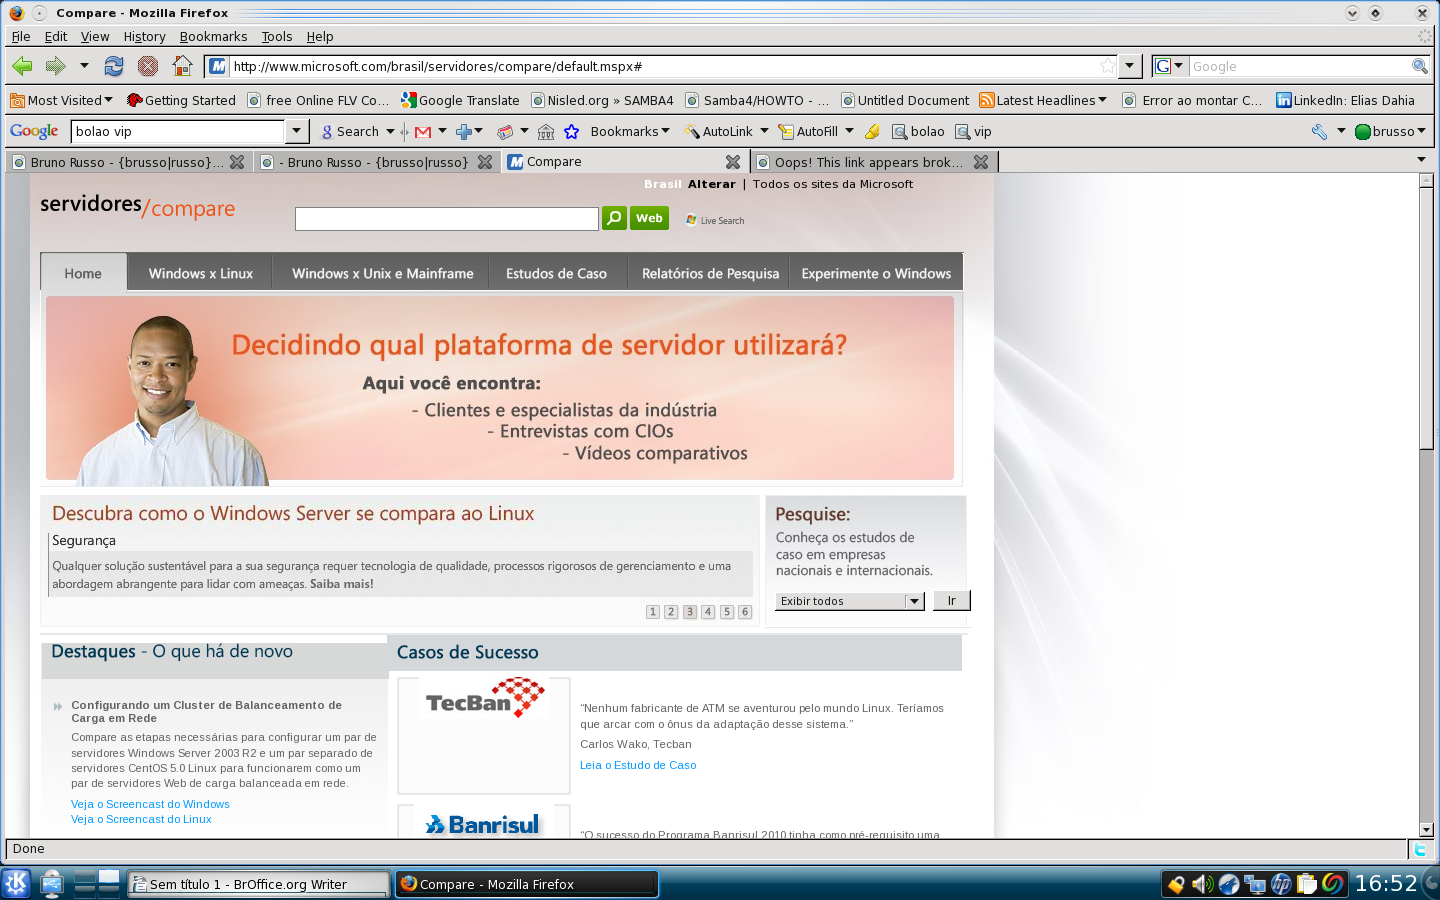 Compare - Mozilla Firefox
File Edit View History Bookmarks Tools Help
http://www.microsoft.com/brasil/servidores/compare/default.mspx#
Google
Most Visited Getting Started free Online FLV Co... Google Translate Nisled.org » SAMBA4 Samba4/HOWTO - ... Untitled Document Latest Headlines Error ao montar C... LinkedIn: Elias Dahia
Google bolao vip Search Bookmarks AutoLink AutoFill bolao vip brusso
Bruno Russo - {brusso|russo}... - Bruno Russo - {brusso|russo} Compare Oops! This link appears brok...
Brasil Alterar | Todos os sites da Microsoft
servidores/compare
Web Live Search
Home Windows x Linux Windows x Unix e Mainframe Estudos de Caso Relatórios de Pesquisa Experimente o Windows
Decidindo qual plataforma de servidor utilizará?
Aqui você encontra:
- Clientes e especialistas da indústria
- Entrevistas com CIOs
- Vídeos comparativos
Descubra como o Windows Server se compara ao Linux
Segurança
Qualquer solução sustentável para a sua segurança requer tecnologia de qualidade, processos rigorosos de gerenciamento e uma
abordagem abrangente para lidar com ameaças. Saiba mais!
1 2 3 4 5 6
Pesquise:
Conheça os estudos de
caso em empresas
nacionais e internacionais.
Exibir todos Ir
Destaques - O que há de novo
Configurando um Cluster de Balanceamento de
Carga em Rede
Compare as etapas necessárias para configurar um par de
servidores Windows Server 2003 R2 e um par separado de
servidores CentOS 5.0 Linux para funcionarem como um
par de servidores Web de carga balanceada em rede.
Veja o Screencast do Windows
Veja o Screencast do Linux
Casos de Sucesso
TecBan
“Nenhum fabricante de ATM se aventurou pelo mundo Linux. Teríamos
que arcar com o ônus da adaptação desse sistema.”
Carlos Wako, Tecban
Leia o Estudo de Caso
Banrisul
“O sucesso do Programa Banrisul 2010 tinha como pré-requisito uma
Done
Sem título 1 - BrOffice.org Writer Compare - Mozilla Firefox 16:52